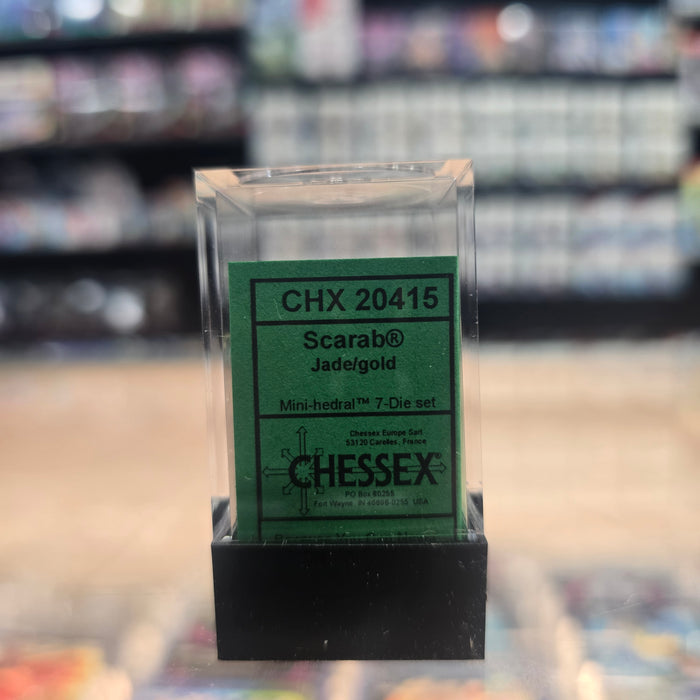 CHX 20415
Scarab®
Jade/gold
Mini-hedral™ 7-Die set
Chessex Europe Sarl
53120 Carelles, France
CHESSEX®
PO Box 80255
Fort Wayne IN 46898-0255 USA